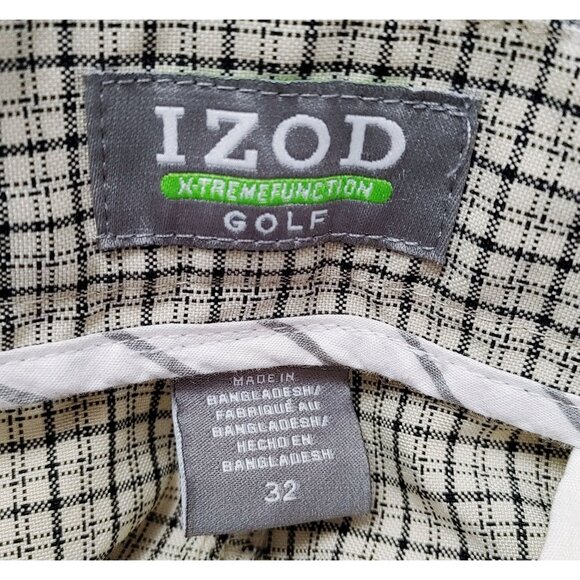 IZOD
X-TREMEFUNCTION
GOLF
MADE IN
BANGLADESH/
FABRIQUÉ AU
BANGLADESH/
HECHO EN
BANGLADESH
32